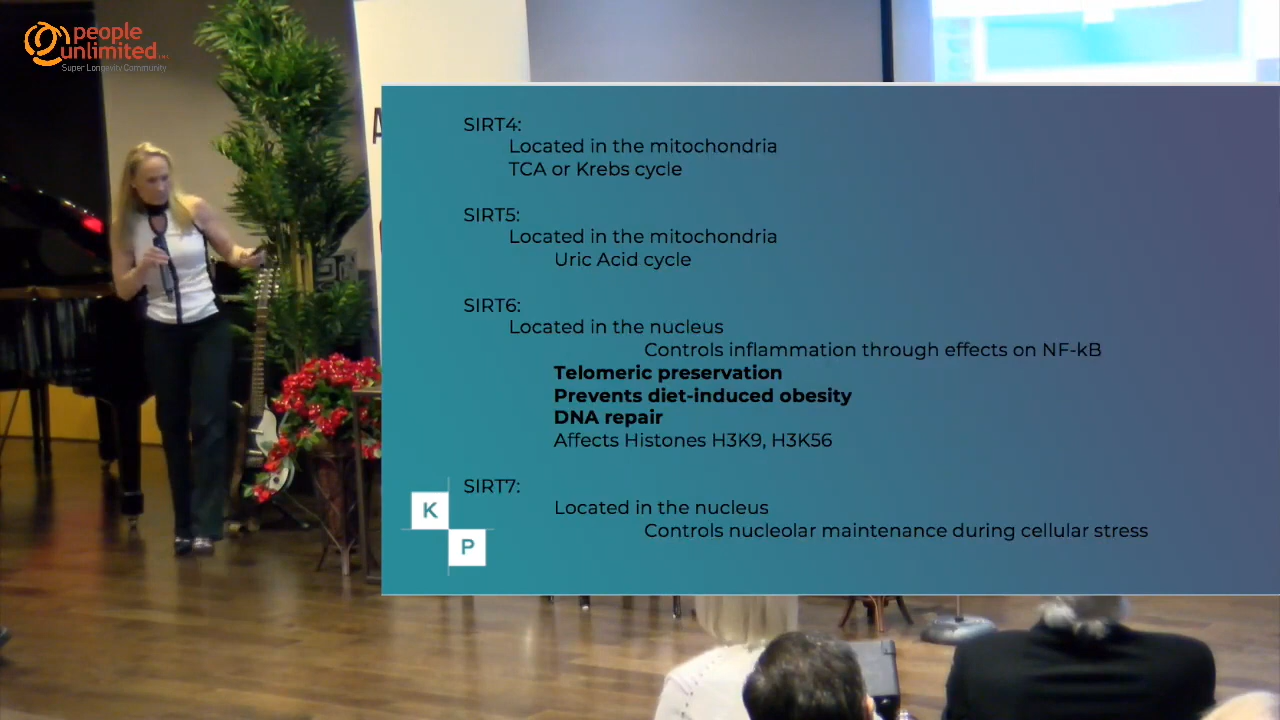 people
unlimited INC
Super Longevity Community
A
SIRT4:
Located in the mitochondria
TCA or Krebs cycle
SIRT5:
Located in the mitochondria
Uric Acid cycle
SIRT6:
Located in the nucleus
Controls inflammation through effects on NF-kB
Telomeric preservation
Prevents diet-induced obesity
DNA repair
Affects Histones H3K9, H3K56
SIRT7:
Located in the nucleus
Controls nucleolar maintenance during cellular stress
K
P